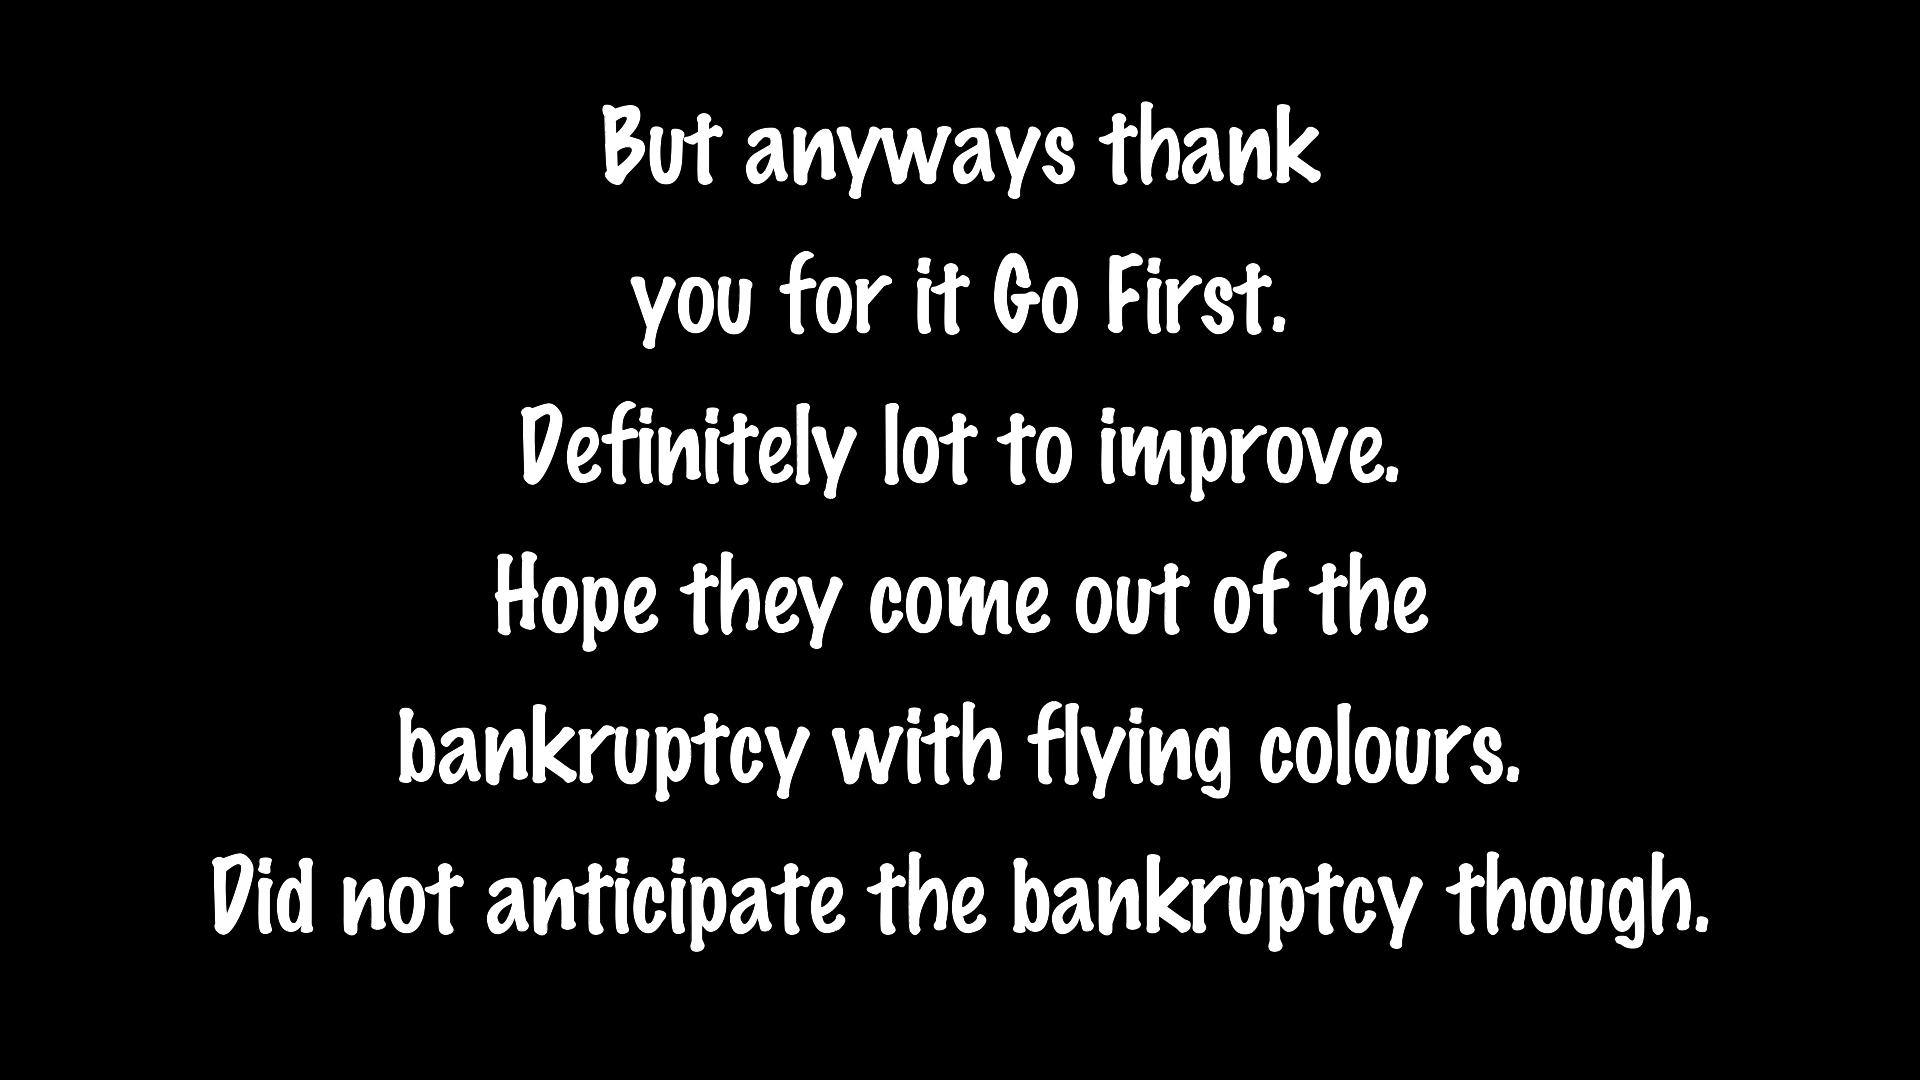 But anyways thank
you for it Go First.
Definitely lot to improve.
Hope they come out of the
bankruptcy with flying colours.
Did not anticipate the bankruptcy though.